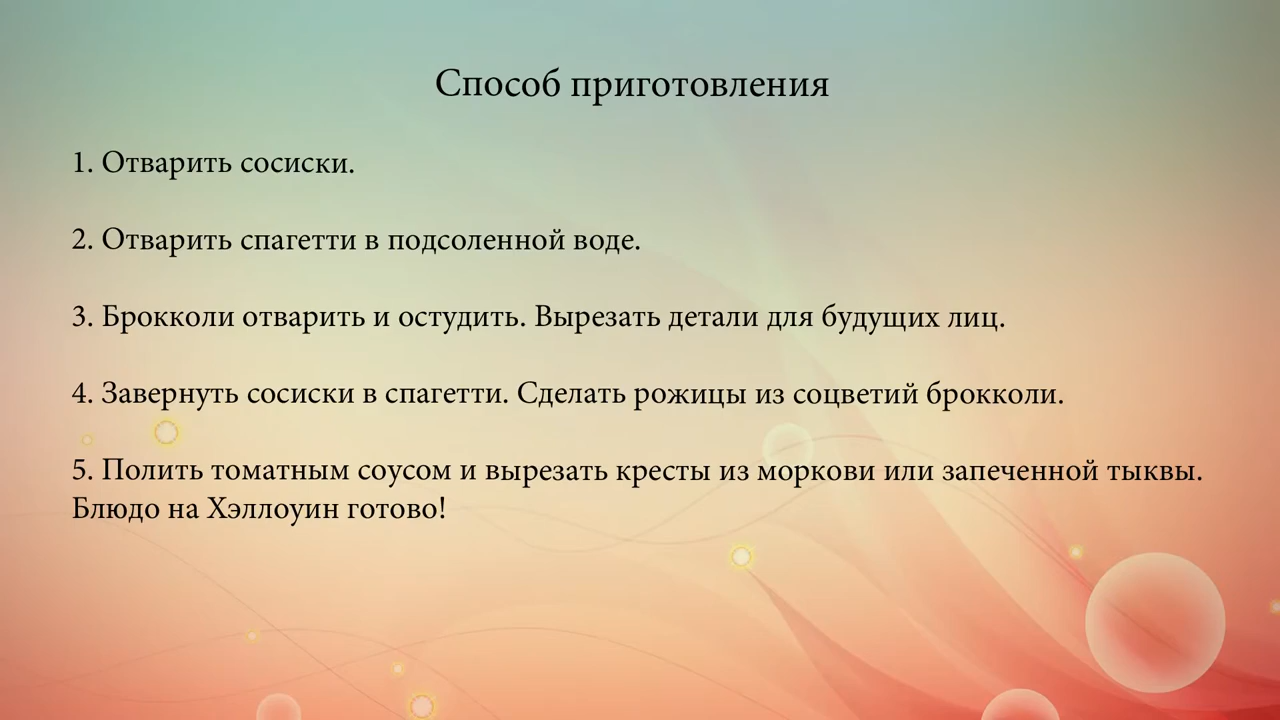 Способ приготовления
1. Отварить сосиски.
2. Отварить спагетти в подсоленной воде.
3. Брокколи отварить и остудить. Вырезать детали для будущих лиц.
4. Завернуть сосиски в спагетти. Сделать рожицы из соцветий брокколи.
5. Полить томатным соусом и вырезать кресты из моркови или запеченной тыквы.
Блюдо на Хэллоуин готово!